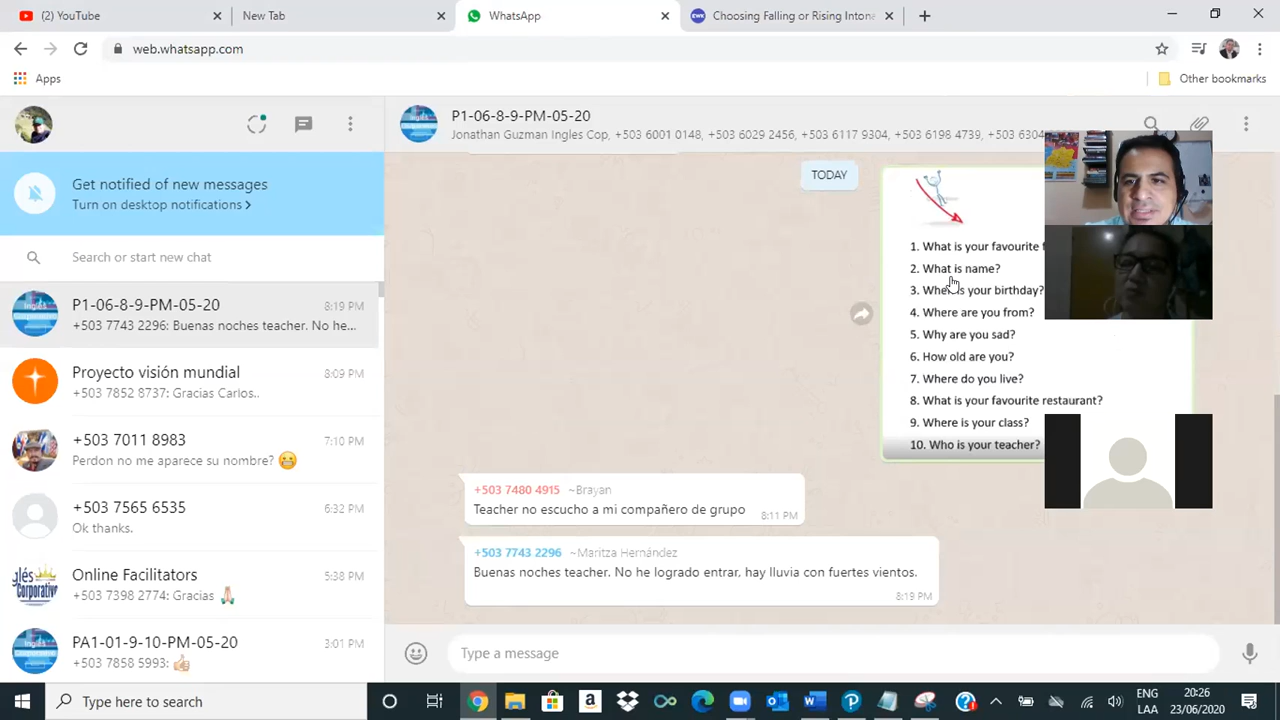 (2) YouTube
New Tab
WhatsApp
Choosing Falling or Rising Intona
web.whatsapp.com
Apps
Other bookmarks
P1-06-8-9-PM-05-20
Jonathan Guzman Ingles Cop, +503 6001 0148, +503 6029 2456, +503 6117 9304, +503 6198 4739, +503 6304
Get notified of new messages
Turn on desktop notifications >
Search or start new chat
P1-06-8-9-PM-05-20
8:19 PM
+503 7743 2296: Buenas noches teacher. No he...
Proyecto visión mundial
8:09 PM
+503 7852 8737: Gracias Carlos..
+503 7011 8983
7:10 PM
Perdon no me aparece su nombre? 😁
+503 7565 6535
6:32 PM
Ok thanks.
Online Facilitators
5:38 PM
+503 7398 2774: Gracias 🙏🏻
PA1-01-9-10-PM-05-20
3:01 PM
+503 7858 5993: 👍🏻
TODAY
1. What is your favourite
2. What is name?
3. When is your birthday?
4. Where are you from?
5. Why are you sad?
6. How old are you?
7. Where do you live?
8. What is your favourite restaurant?
9. Where is your class?
10. Who is your teacher?
+503 7480 4915 ~Brayan
Teacher no escucho a mi compañero de grupo
8:11 PM
+503 7743 2296 ~Maritza Hernández
Buenas noches teacher. No he logrado entrar, hay lluvia con fuertes vientos.
8:19 PM
Type a message
Type here to search
ENG
LAA
20:26
23/06/2020